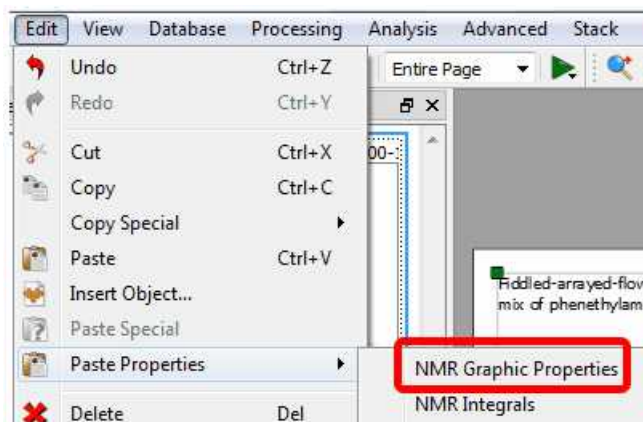 Edit View Database Processing Analysis Advanced Stack
Undo Ctrl+Z
Entire Page
Redo Ctrl+Y
Cut Ctrl+X
00-
Copy Ctrl+C
Copy Special
Paste Ctrl+V
Insert Object...
Paste Special
Paste Properties
Delete Del
Fiddled-arrayed-flow
mix of phenethylam
NMR Graphic Properties
NMR Integrals